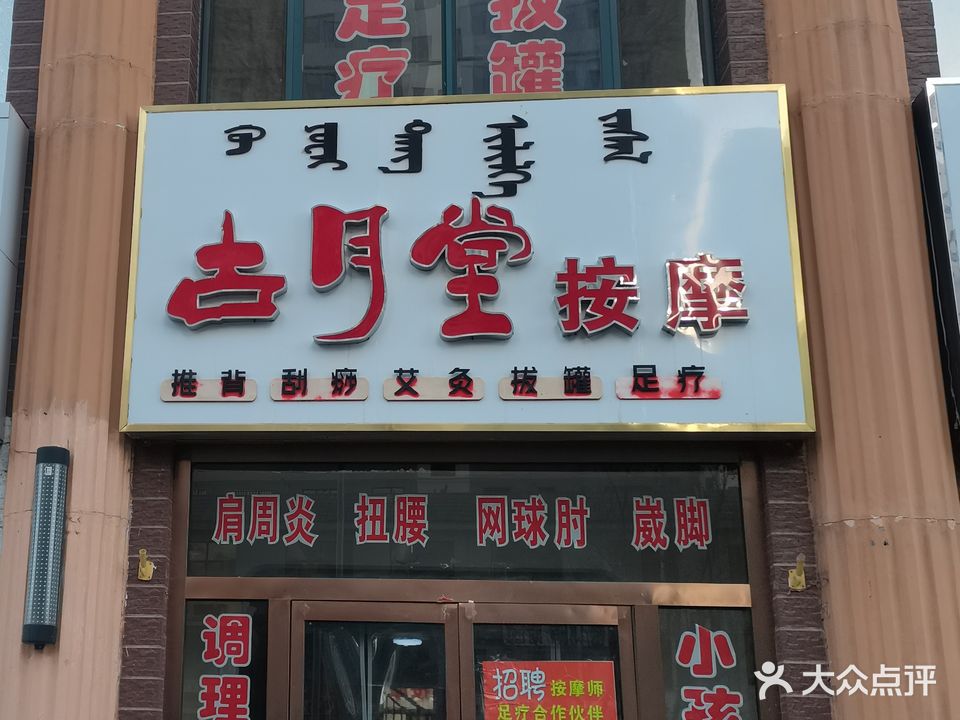 足疗
拔罐
古月堂按摩
推背 刮痧 艾灸 拔罐 足疗
肩周炎 扭腰 网球肘 崴脚
调理
小孩
招聘 按摩师
足疗合作伙伴
大众点评